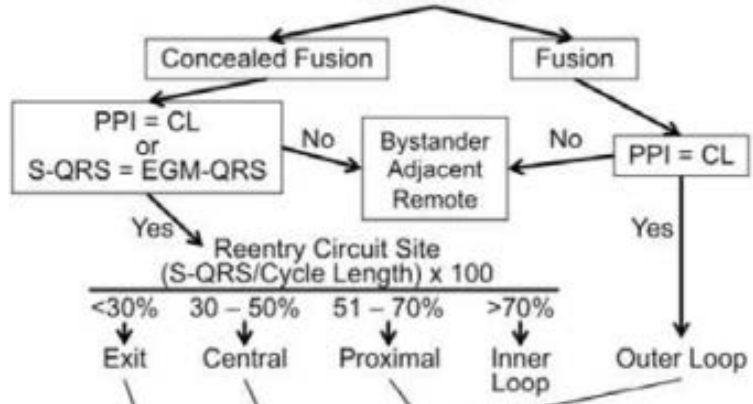 Concealed Fusion
Fusion
PPI = CL
or
S-QRS = EGM-QRS
No
Bystander
Adjacent
Remote
No
PPI = CL
Yes
Yes
Reentry Circuit Site
(S-QRS/Cycle Length) x 100
<30% 30 – 50% 51 – 70% >70%
Exit Central Proximal Inner Loop Outer Loop